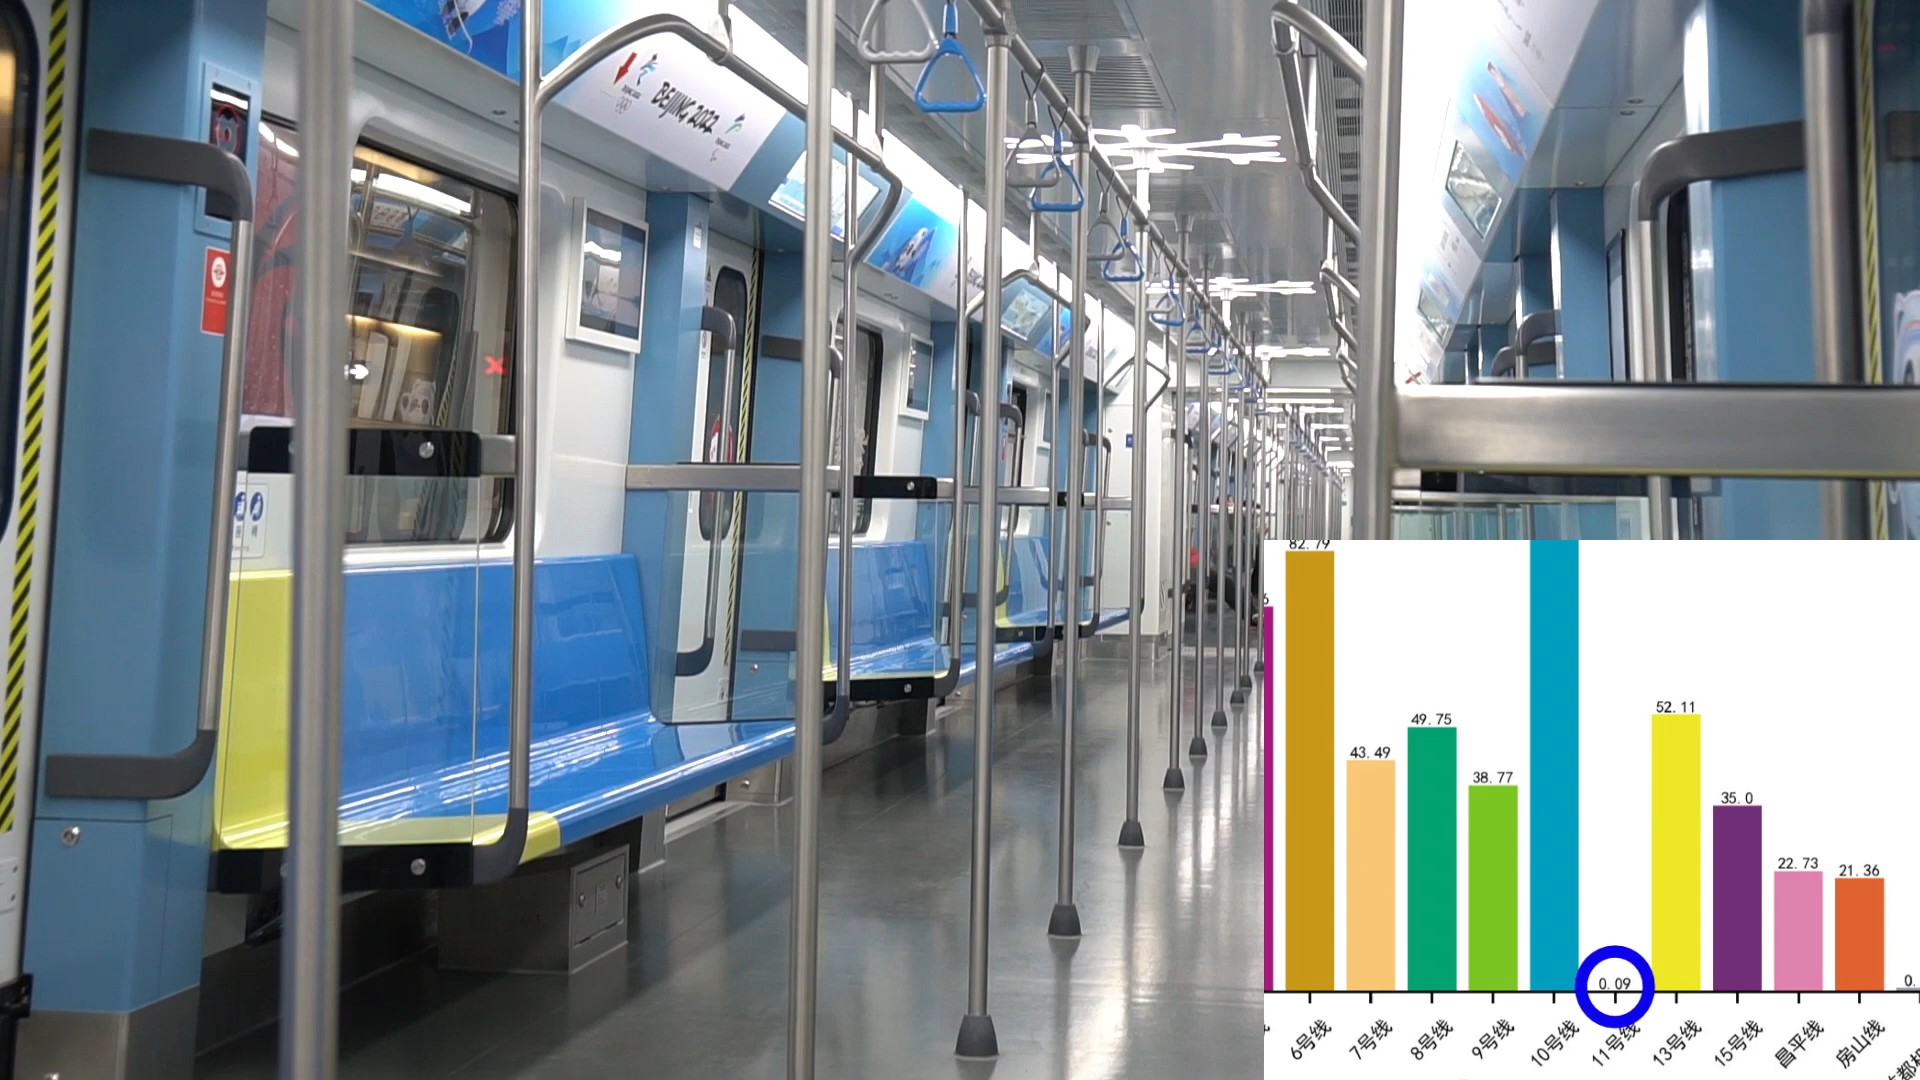 BEIJING 2022
82.79
52.11
49.75
43.49
38.77
35.0
22.73
21.36
0.09
6号线
7号线
8号线
9号线
10号线
11号线
13号线
15号线
昌平线
房山线